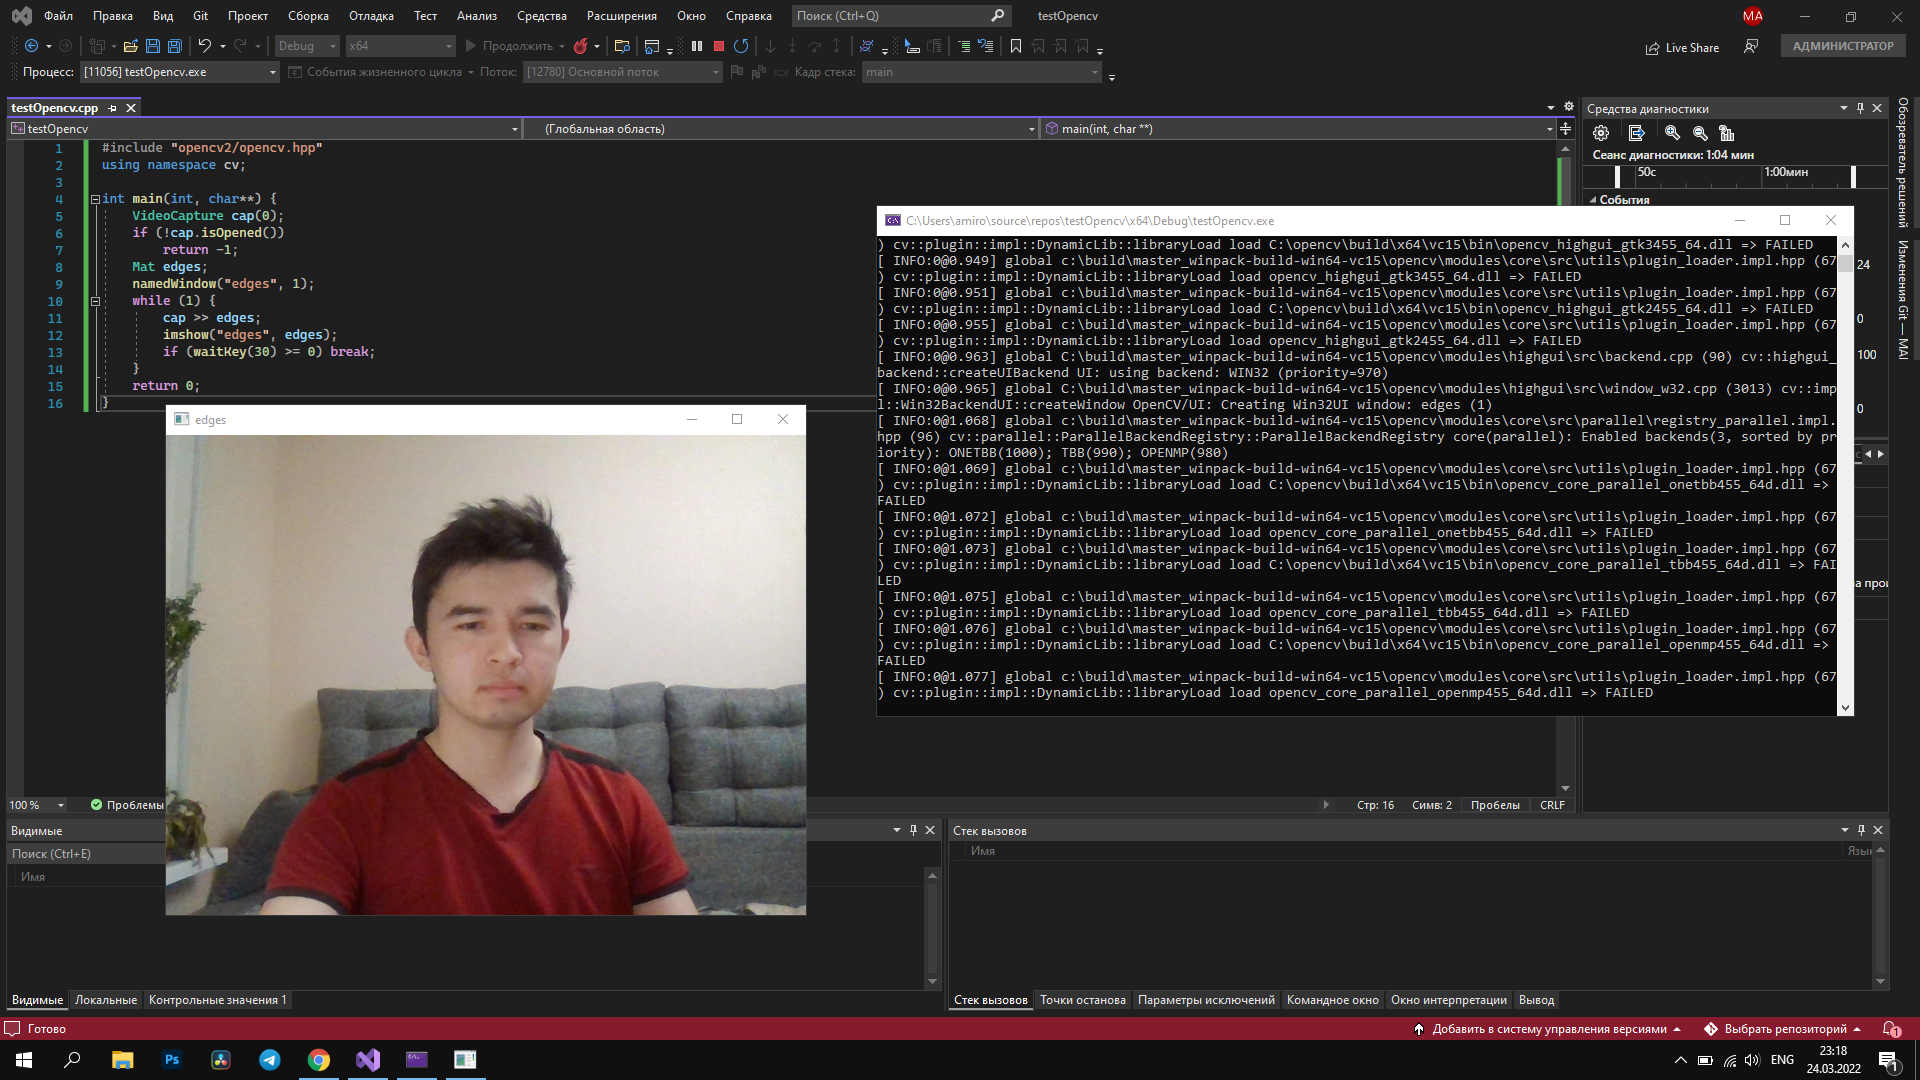 Файл Правка Вид Git Проект Сборка Отладка Тест Анализ Средства Расширения Окно Справка Поиск (Ctrl+Q) testOpencv MA
Debug x64 Продолжить Live Share АДМИНИСТРАТОР
Процесс: [11056] testOpencv.exe События жизненного цикла Поток: [12780] Основной поток Кадр стека: main
testOpencv.cpp
testOpencv (Глобальная область) main(int, char **)
1 #include "opencv2/opencv.hpp"
2 using namespace cv;
3
4 int main(int, char**) {
5 VideoCapture cap(0);
6 if (!cap.isOpened())
7 return -1;
8 Mat edges;
9 namedWindow("edges", 1);
10 while (1) {
11 cap >> edges;
12 imshow("edges", edges);
13 if (waitKey(30) >= 0) break;
14 }
15 return 0;
16 }
edges
C:\Users\amiro\source\repos\testOpencv\x64\Debug\testOpencv.exe
) cv::plugin::impl::DynamicLib::libraryLoad load C:\opencv\build\x64\vc15\bin\opencv_highgui_gtk3455_64.dll => FAILED
[ INFO:0@0.949] global c:\build\master_winpack-build-win64-vc15\opencv\modules\core\src\utils\plugin_loader.impl.hpp (67
) cv::plugin::impl::DynamicLib::libraryLoad load opencv_highgui_gtk3455_64.dll => FAILED
[ INFO:0@0.951] global c:\build\master_winpack-build-win64-vc15\opencv\modules\core\src\utils\plugin_loader.impl.hpp (67
) cv::plugin::impl::DynamicLib::libraryLoad load C:\opencv\build\x64\vc15\bin\opencv_highgui_gtk2455_64.dll => FAILED
[ INFO:0@0.955] global c:\build\master_winpack-build-win64-vc15\opencv\modules\core\src\utils\plugin_loader.impl.hpp (67
) cv::plugin::impl::DynamicLib::libraryLoad load opencv_highgui_gtk2455_64.dll => FAILED
[ INFO:0@0.963] global C:\build\master_winpack-build-win64-vc15\opencv\modules\highgui\src\backend.cpp (90) cv::highgui_
backend::createUIBackend UI: using backend: WIN32 (priority=970)
[ INFO:0@0.965] global c:\build\master_winpack-build-win64-vc15\opencv\modules\highgui\src\window_w32.cpp (3013) cv::imp
l::Win32BackendUI::createWindow OpenCV/UI: Creating Win32UI window: edges (1)
[ INFO:0@1.068] global c:\build\master_winpack-build-win64-vc15\opencv\modules\core\src\parallel\registry_parallel.impl.
hpp (96) cv::parallel::ParallelBackendRegistry::ParallelBackendRegistry core(parallel): Enabled backends(3, sorted by pr
iority): ONETBB(1000); TBB(990); OPENMP(980)
[ INFO:0@1.069] global c:\build\master_winpack-build-win64-vc15\opencv\modules\core\src\utils\plugin_loader.impl.hpp (67
) cv::plugin::impl::DynamicLib::libraryLoad load C:\opencv\build\x64\vc15\bin\opencv_core_parallel_onetbb455_64d.dll =>
FAILED
[ INFO:0@1.072] global c:\build\master_winpack-build-win64-vc15\opencv\modules\core\src\utils\plugin_loader.impl.hpp (67
) cv::plugin::impl::DynamicLib::libraryLoad load opencv_core_parallel_onetbb455_64d.dll => FAILED
[ INFO:0@1.073] global c:\build\master_winpack-build-win64-vc15\opencv\modules\core\src\utils\plugin_loader.impl.hpp (67
) cv::plugin::impl::DynamicLib::libraryLoad load C:\opencv\build\x64\vc15\bin\opencv_core_parallel_tbb455_64d.dll => FAI
LED
[ INFO:0@1.075] global c:\build\master_winpack-build-win64-vc15\opencv\modules\core\src\utils\plugin_loader.impl.hpp (67
) cv::plugin::impl::DynamicLib::libraryLoad load opencv_core_parallel_tbb455_64d.dll => FAILED
[ INFO:0@1.076] global c:\build\master_winpack-build-win64-vc15\opencv\modules\core\src\utils\plugin_loader.impl.hpp (67
) cv::plugin::impl::DynamicLib::libraryLoad load C:\opencv\build\x64\vc15\bin\opencv_core_parallel_openmp455_64d.dll =>
FAILED
[ INFO:0@1.077] global c:\build\master_winpack-build-win64-vc15\opencv\modules\core\src\utils\plugin_loader.impl.hpp (67
) cv::plugin::impl::DynamicLib::libraryLoad load opencv_core_parallel_openmp455_64d.dll => FAILED
Средства диагностики
Сеанс диагностики: 1:04 мин
50с 1:00мин
События
24
0
100
0
а прои
Обозреватель решений
Изменения Git — MAI
100 % Проблемы
Стр: 16 Симв: 2 Пробелы CRLF
Видимые
Поиск (Ctrl+E)
Имя
Стек вызовов
Имя Язык
Видимые Локальные Контрольные значения 1
Стек вызовов Точки останова Параметры исключений Командное окно Окно интерпретации Вывод
Готово
Добавить в систему управления версиями Выбрать репозиторий 1
Ps
ENG
23:18
24.03.2022
1